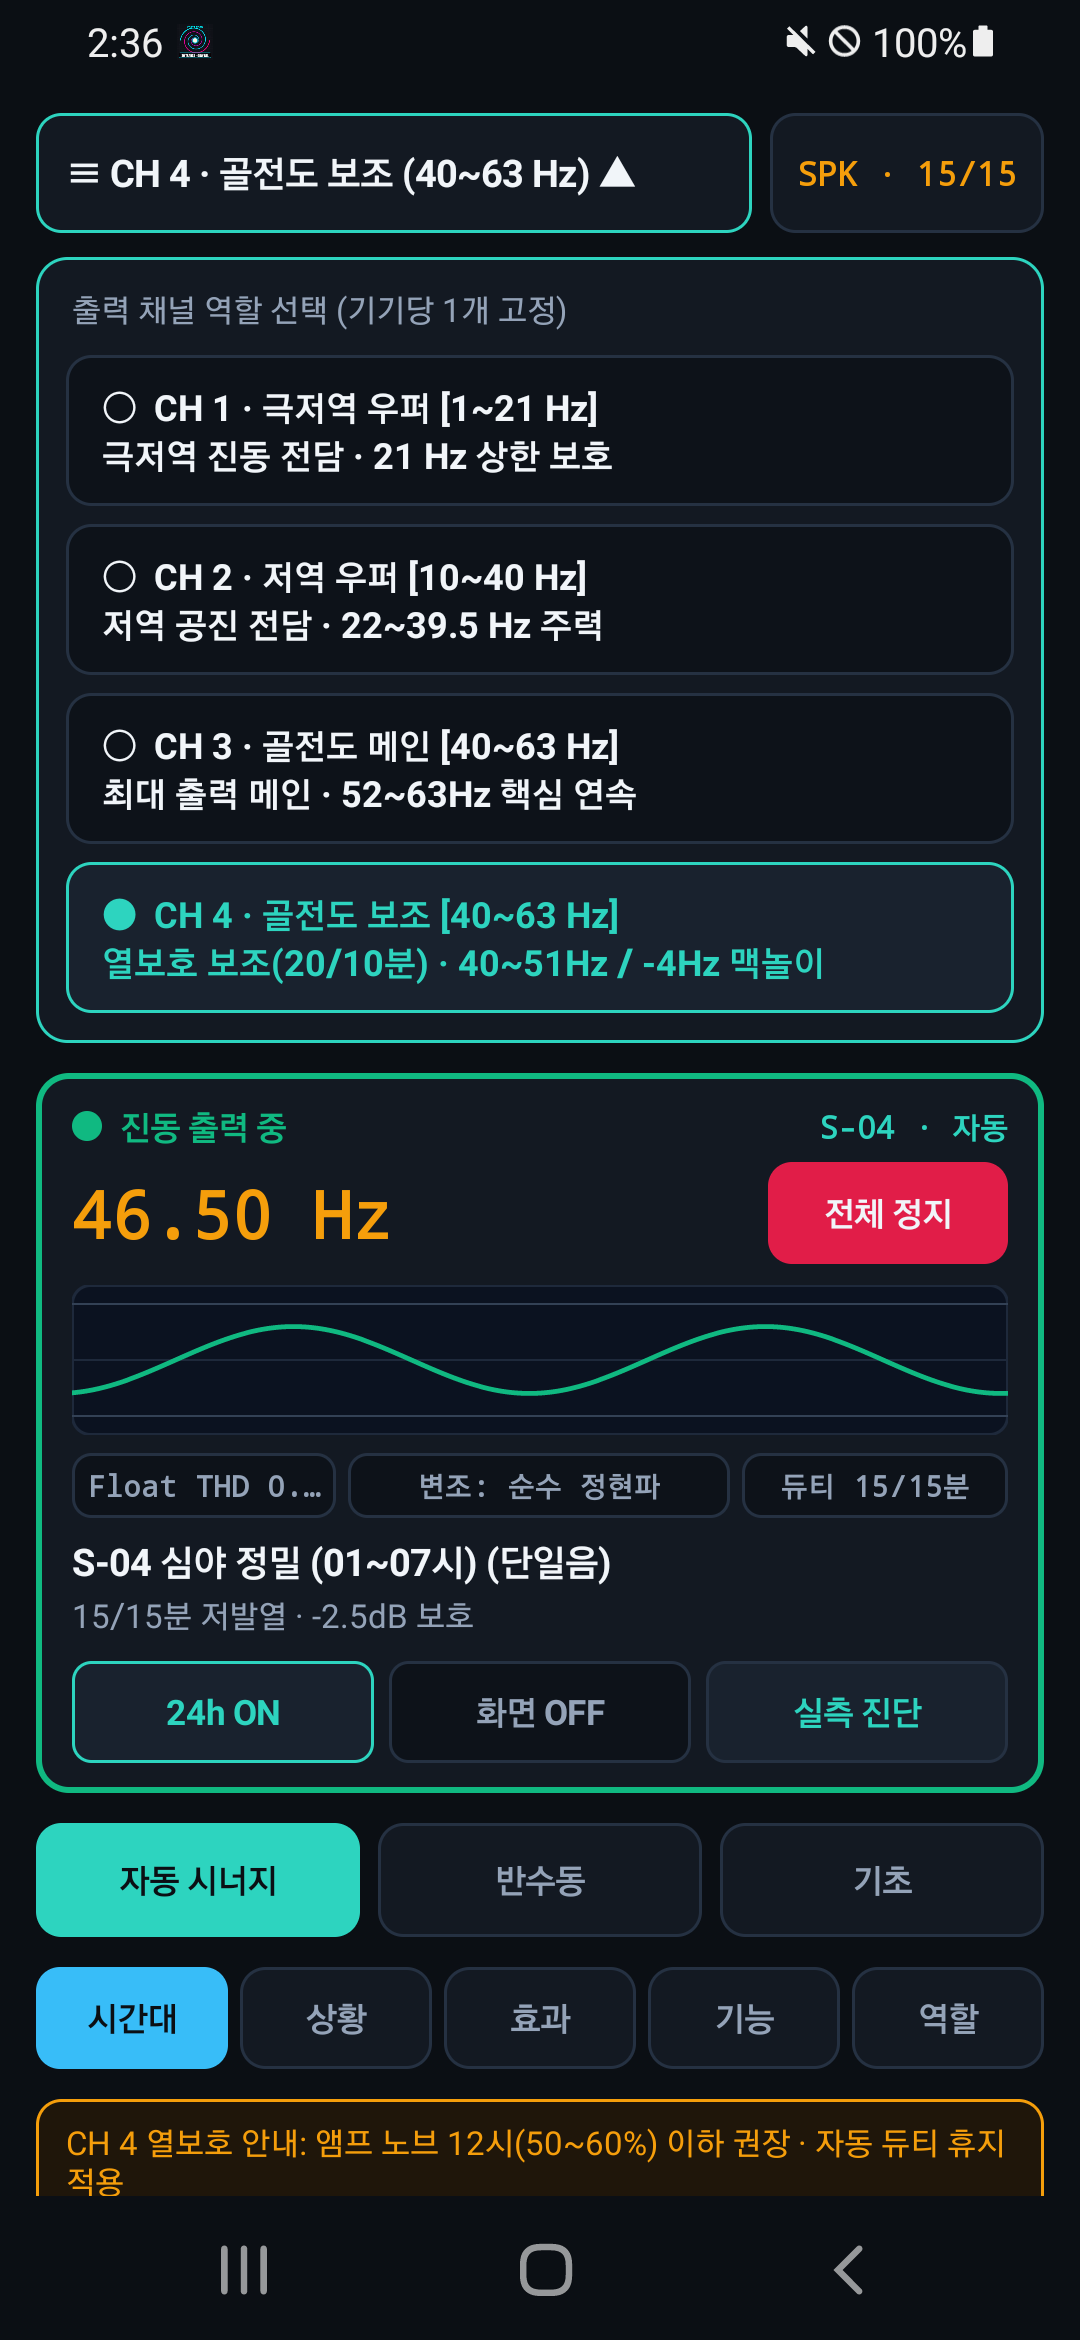 2:36
100%
CH 4 · 골전도 보조 (40~63 Hz) ▲
SPK · 15/15
출력 채널 역할 선택 (기기당 1개 고정)
○ CH 1 · 극저역 우퍼 [1~21 Hz]
극저역 진동 전담 · 21 Hz 상한 보호
○ CH 2 · 저역 우퍼 [10~40 Hz]
저역 공진 전담 · 22~39.5 Hz 주력
○ CH 3 · 골전도 메인 [40~63 Hz]
최대 출력 메인 · 52~63Hz 핵심 연속
● CH 4 · 골전도 보조 [40~63 Hz]
열보호 보조(20/10분) · 40~51Hz / -4Hz 맥놀이
진동 출력 중
S-04 · 자동
46.50 Hz
전체 정지
Float THD 0.…
변조: 순수 정현파
듀티 15/15분
S-04 심야 정밀 (01~07시) (단일음)
15/15분 저발열 · -2.5dB 보호
24h ON
화면 OFF
실측 진단
자동 시너지
반수동
기초
시간대
상황
효과
기능
역할
CH 4 열보호 안내: 앰프 노브 12시(50~60%) 이하 권장 · 자동 듀티 휴지
적용